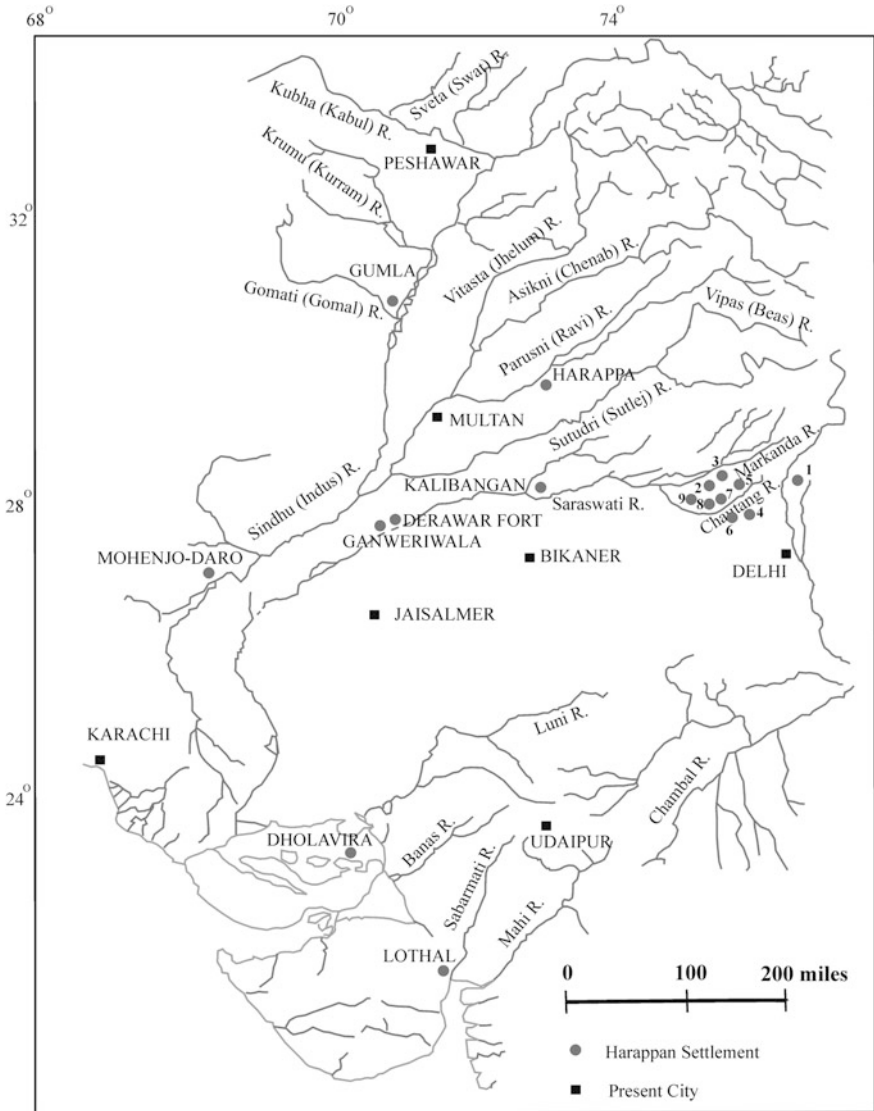 68°
70°
74°
Sveta (Swat) R.
Kubha (Kabul) R.
PESHAWAR
Krumu (Kurram) R.
32°
GUMLA
Gomati (Gomal) R.
Vitasta (Jhelum) R.
Asikni (Chenab) R.
Vipas (Beas) R.
Parusni (Ravi) R.
HARAPPA
MULTAN
Sutudri (Sutlej) R.
Markanda R.
3
1
2
5
7
9
8
Chautang R.
4
6
28°
Sindhu (Indus) R.
KALIBANGAN
Saraswati R.
DERAWAR FORT
GANWERIWALA
MOHENJO-DARO
BIKANER
DELHI
JAISALMER
KARACHI
Luni R.
Chambal R.
24°
DHOLAVIRA
Banas R.
UDAIPUR
Sabarmati R.
Mahi R.
LOTHAL
0 100 200 miles
Harappan Settlement
Present City